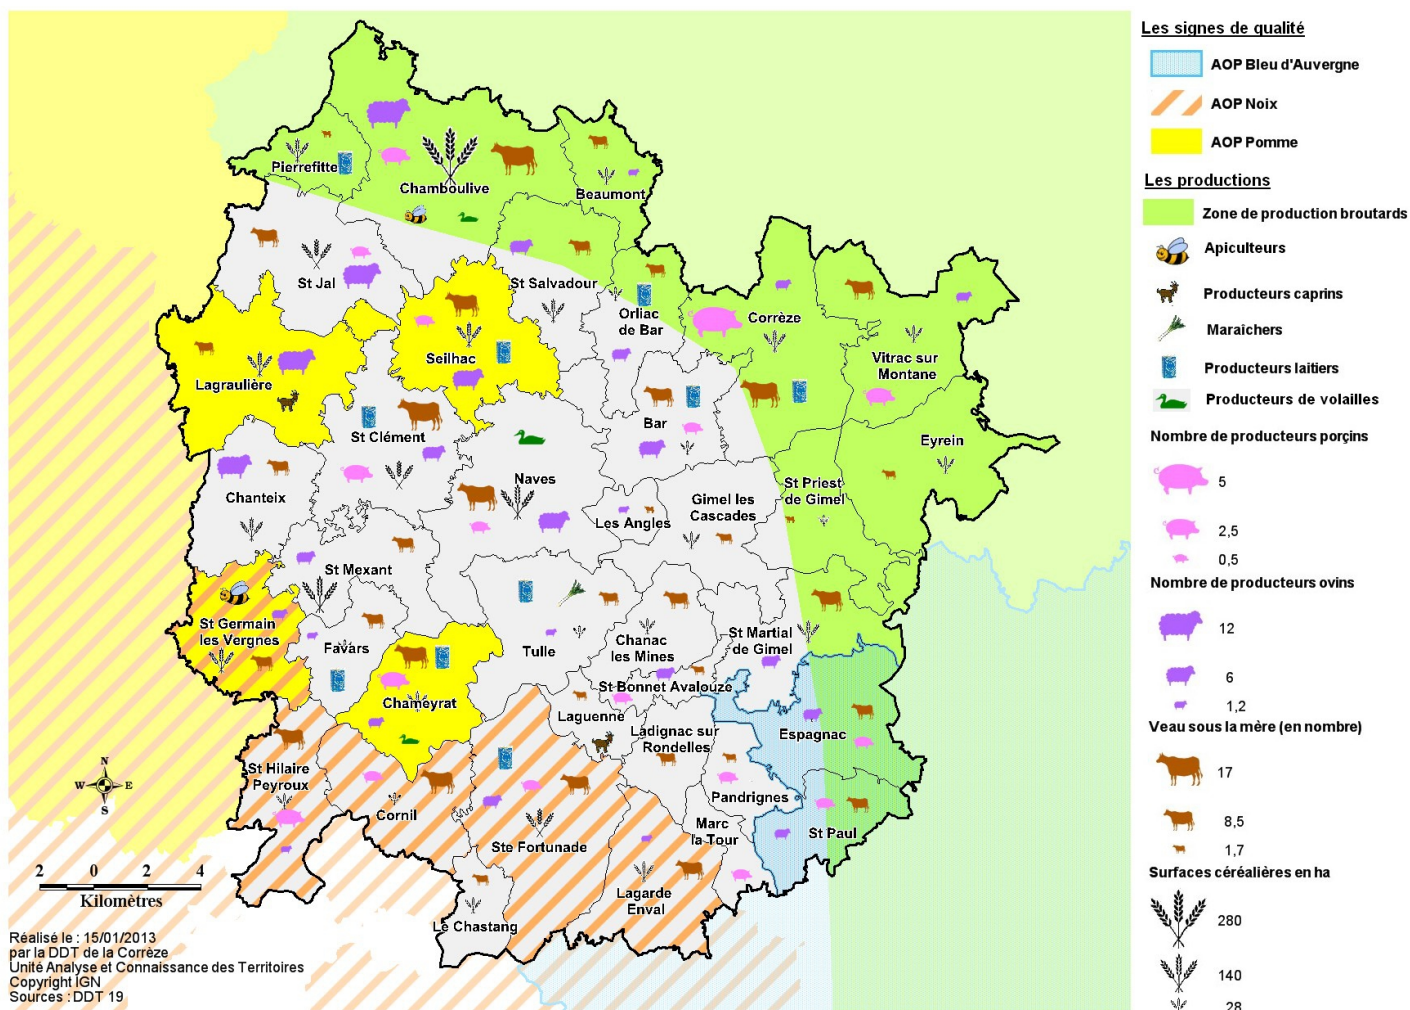 Pierrefitte
Chamboulive
Beaumont
St Jal
St Salvadour
Orliac
de Bar
Corrèze
Vitrac sur
Montane
Lagraulière
Seilhac
St Clément
Bar
Eyrein
Chanteix
Naves
Les Angles
Gimel les
Cascades
St Priest
de Gimel
St Mexant
St Germain
les Vergnes
Favars
Tulle
Chanac
les Mines
St Martial
de Gimel
Chameyrat
St Bonnet Avalouze
Laguenne
Ladignac sur
Rondelles
Espagnac
Pandrignes
St Hilaire
Peyroux
Cornil
Ste Fortunade
Marc
la Tour
St Paul
Lagarde
Enval
Le Chastang
N
W
E
S
2 0 2 4
Kilomètres
Réalisé le : 15/01/2013
par la DDT de la Corrèze
Unité Analyse et Connaissance des Territoires
Copyright IGN
Sources : DDT 19
Les signes de qualité
AOP Bleu d'Auvergne
AOP Noix
AOP Pomme
Les productions
Zone de production broutards
Apiculteurs
Producteurs caprins
Maraichers
Producteurs laitiers
Producteurs de volailles
Nombre de producteurs porçins
5
2,5
0,5
Nombre de producteurs ovins
12
6
1,2
Veau sous la mère (en nombre)
17
8,5
1,7
Surfaces céréalières en ha
280
140
28